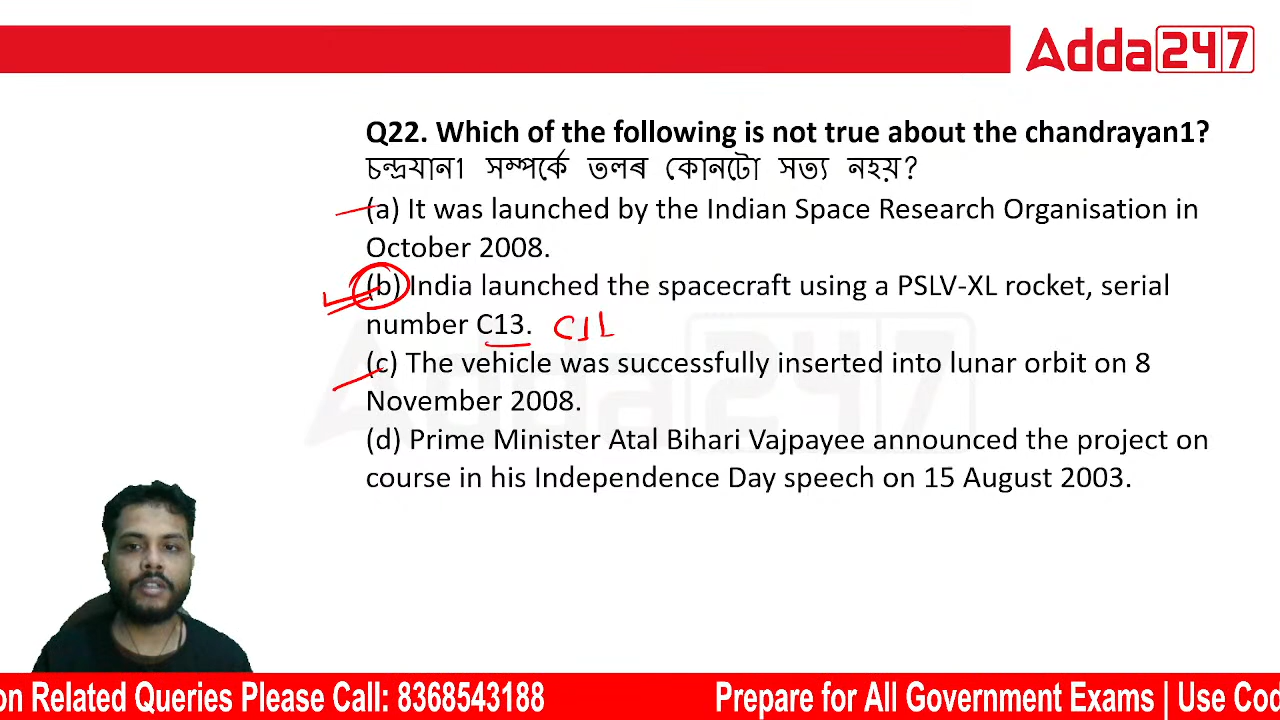 Adda247
Q22. Which of the following is not true about the chandrayan1?
চন্দ্ৰযান1 সম্পৰ্কে তলৰ কোনটো সত্য নহয়?
(a) It was launched by the Indian Space Research Organisation in
October 2008.
(b) India launched the spacecraft using a PSLV-XL rocket, serial
number C13. C11
(c) The vehicle was successfully inserted into lunar orbit on 8
November 2008.
(d) Prime Minister Atal Bihari Vajpayee announced the project on
course in his Independence Day speech on 15 August 2003.
on Related Queries Please Call: 8368543188 Prepare for All Government Exams | Use Cod